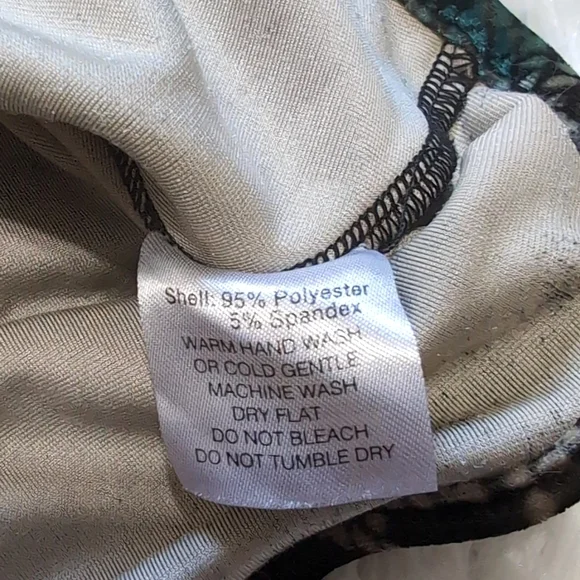 Shell: 95% Polyester
5% Spandex
WARM HAND WASH
OR COLD GENTLE
MACHINE WASH
DRY FLAT
DO NOT BLEACH
DO NOT TUMBLE DRY